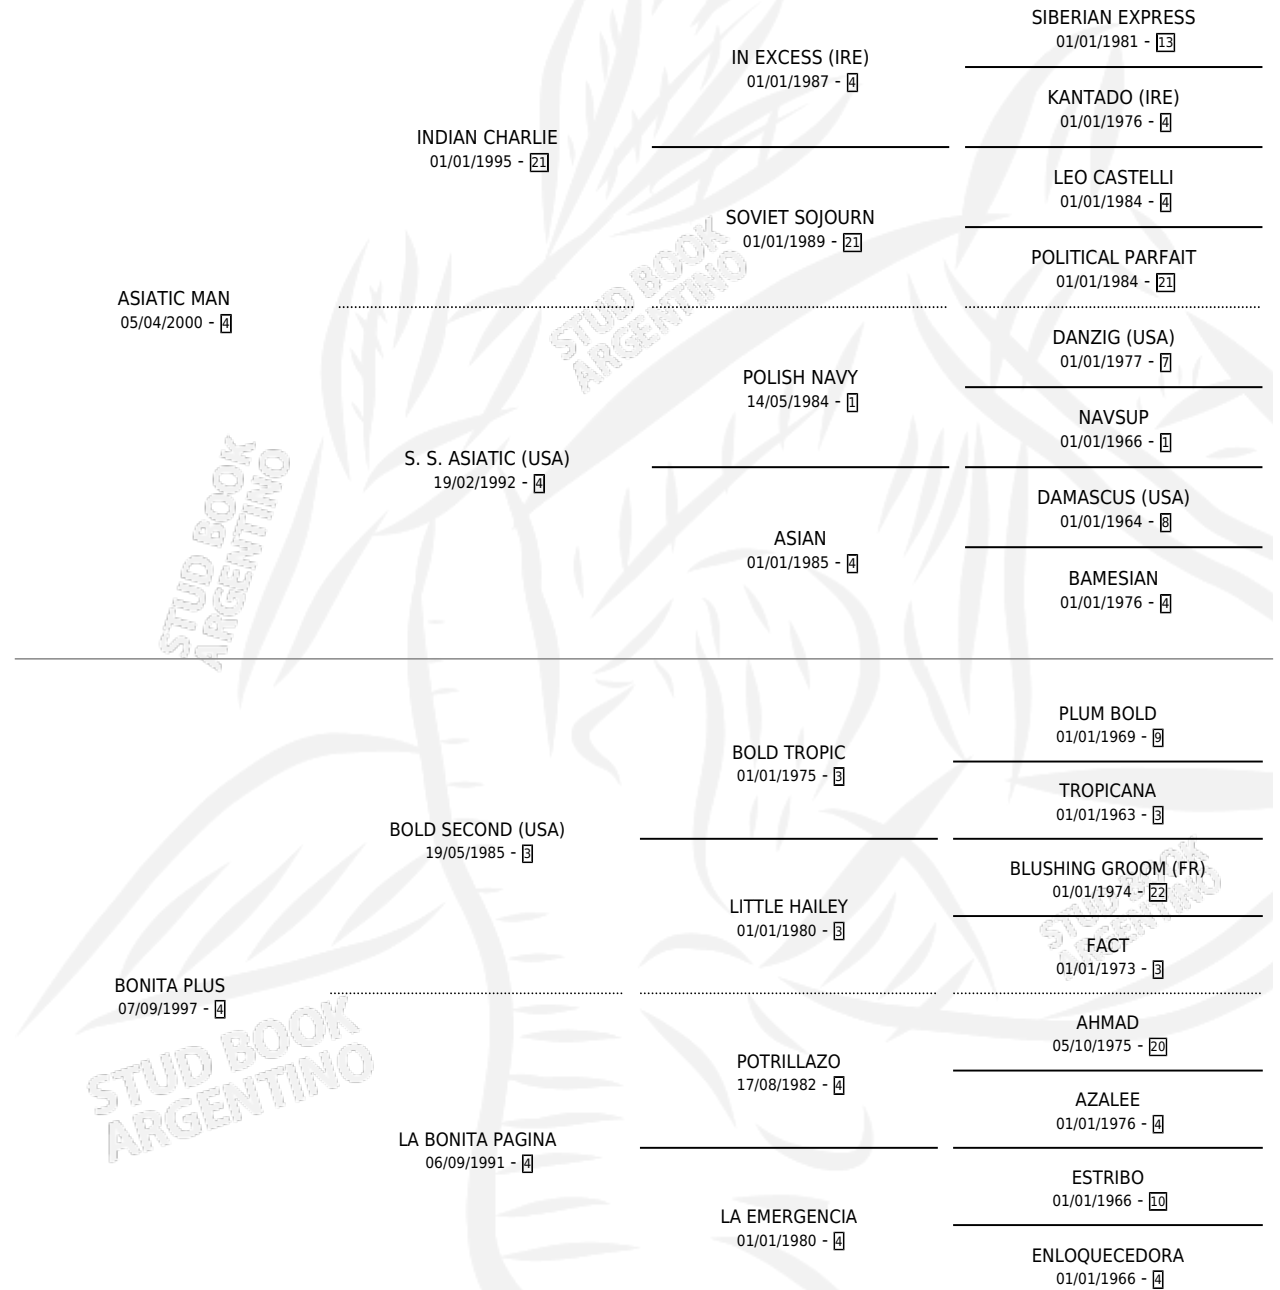 SIBERIAN EXPRESS
01/01/1981 - 13
IN EXCESS (IRE)
01/01/1987 - 4
KANTADO (IRE)
01/01/1976 - 4
INDIAN CHARLIE
01/01/1995 - 21
LEO CASTELLI
01/01/1984 - 4
SOVIET SOJOURN
01/01/1989 - 21
POLITICAL PARFAIT
01/01/1984 - 21
ASIATIC MAN
05/04/2000 - 4
DANZIG (USA)
01/01/1977 - 7
POLISH NAVY
14/05/1984 - 1
NAVSUP
01/01/1966 - 1
S. S. ASIATIC (USA)
19/02/1992 - 4
DAMASCUS (USA)
01/01/1964 - 8
ASIAN
01/01/1985 - 4
BAMESIAN
01/01/1976 - 4
STUD BOOK
ARGENTINO
STUD BOOK
ARGENTINO
PLUM BOLD
01/01/1969 - 9
BOLD TROPIC
01/01/1975 - 3
TROPICANA
01/01/1963 - 3
BOLD SECOND (USA)
19/05/1985 - 3
BLUSHING GROOM (FR)
01/01/1974 - 22
LITTLE HAILEY
01/01/1980 - 3
FACT
01/01/1973 - 3
BONITA PLUS
07/09/1997 - 4
AHMAD
05/10/1975 - 20
POTRILLAZO
17/08/1982 - 4
AZALEE
01/01/1976 - 4
LA BONITA PAGINA
06/09/1991 - 4
ESTRIBO
01/01/1966 - 10
LA EMERGENCIA
01/01/1980 - 4
ENLOQUECEDORA
01/01/1966 - 4
STUD BOOK
ARGENTINO
STUD BOOK
ARGENTINO